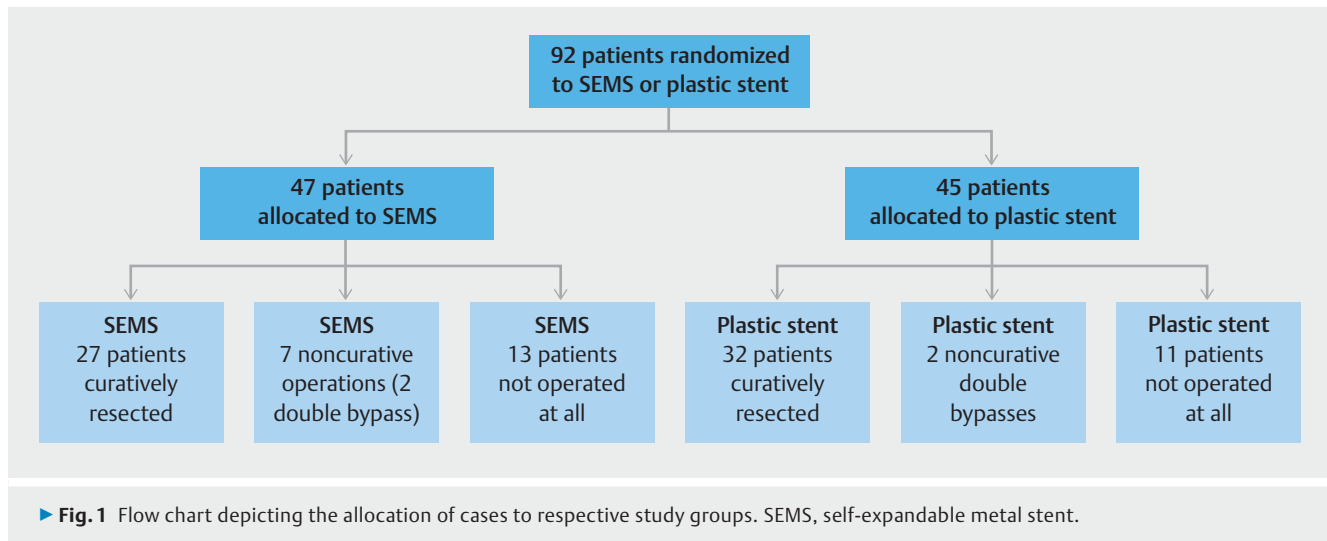 92 patients randomized
to SEMS or plastic stent
47 patients
allocated to SEMS
45 patients
allocated to plastic stent
SEMS
27 patients
curatively
resected
SEMS
7 noncurative
operations (2
double bypass)
SEMS
13 patients
not operated
at all
Plastic stent
32 patients
curatively
resected
Plastic stent
2 noncurative
double
bypasses
Plastic stent
11 patients
not operated
at all
▶ Fig. 1 Flow chart depicting the allocation of cases to respective study groups. SEMS, self-expandable metal stent.